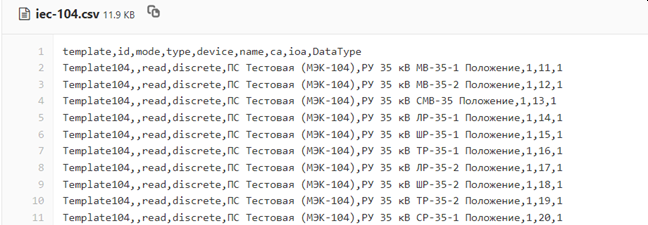 iec-104.csv 11.9 KB
1 template,id,mode,type,device,name,ca,ioa,DataType
2 Template104,,read,discrete,ПС Тестовая (МЭК-104),РУ 35 кВ МВ-35-1 Положение,1,11,1
3 Template104,,read,discrete,ПС Тестовая (МЭК-104),РУ 35 кВ МВ-35-2 Положение,1,12,1
4 Template104,,read,discrete,ПС Тестовая (МЭК-104),РУ 35 кВ СМВ-35 Положение,1,13,1
5 Template104,,read,discrete,ПС Тестовая (МЭК-104),РУ 35 кВ ЛР-35-1 Положение,1,14,1
6 Template104,,read,discrete,ПС Тестовая (МЭК-104),РУ 35 кВ ШР-35-1 Положение,1,15,1
7 Template104,,read,discrete,ПС Тестовая (МЭК-104),РУ 35 кВ ТР-35-1 Положение,1,16,1
8 Template104,,read,discrete,ПС Тестовая (МЭК-104),РУ 35 кВ ЛР-35-2 Положение,1,17,1
9 Template104,,read,discrete,ПС Тестовая (МЭК-104),РУ 35 кВ ШР-35-2 Положение,1,18,1
10 Template104,,read,discrete,ПС Тестовая (МЭК-104),РУ 35 кВ ТР-35-2 Положение,1,19,1
11 Template104,,read,discrete,ПС Тестовая (МЭК-104),РУ 35 кВ СР-35-1 Положение,1,20,1